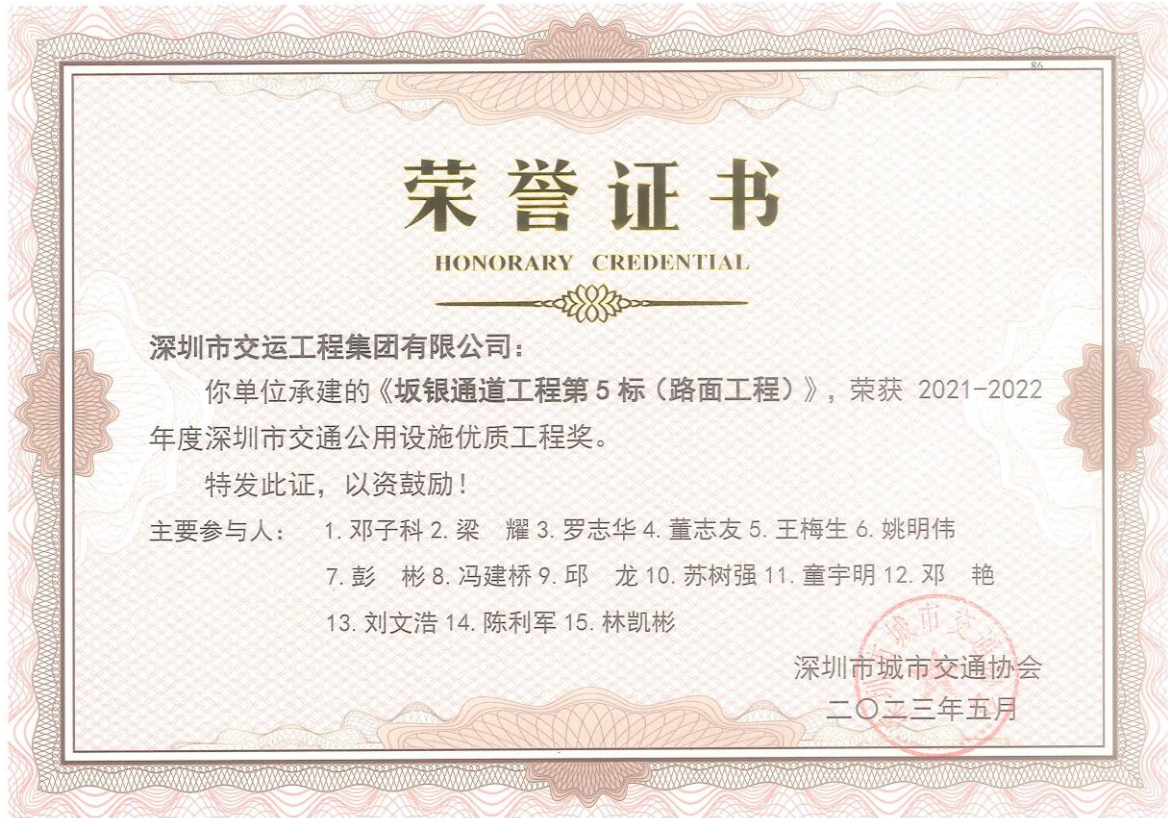 86
荣誉证书
HONORARY CREDENTIAL
深圳市交运工程集团有限公司：
你单位承建的《坂银通道工程第5标（路面工程）》，荣获 2021-2022
年度深圳市交通公用设施优质工程奖。
特发此证，以资鼓励！
主要参与人： 1.邓子科 2.梁　耀 3.罗志华 4.董志友 5.王梅生 6.姚明伟
7.彭　彬 8.冯建桥 9.邱　龙 10.苏树强 11.童宇明 12.邓　艳
13.刘文浩 14.陈利军 15.林凯彬
深圳市城市交通协会
二〇二三年五月